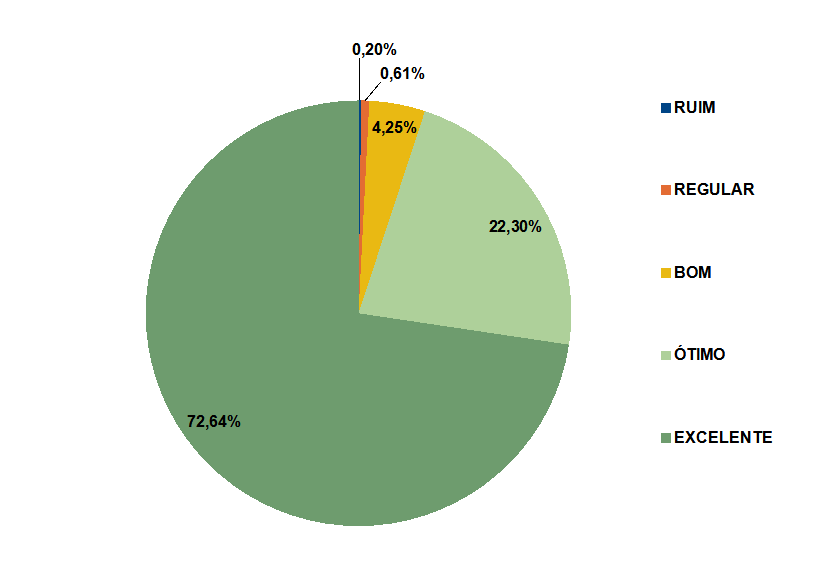 0,20%
0,61%
4,25%
22,30%
72,64%
RUIM
REGULAR
BOM
ÓTIMO
EXCELENTE